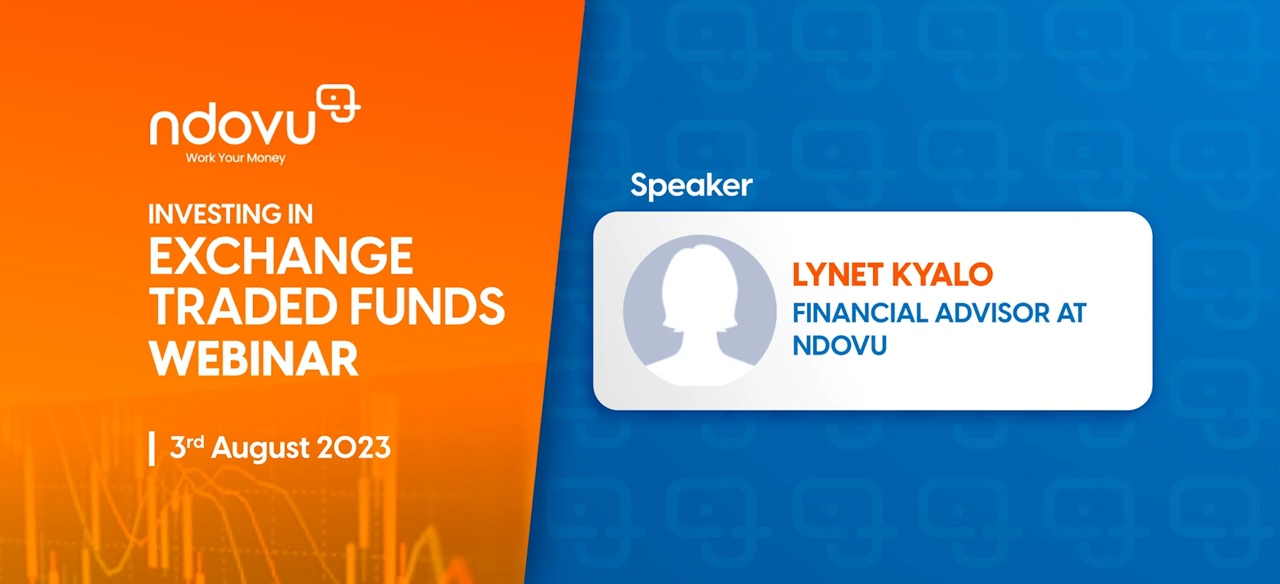 ndovu
Work Your Money
INVESTING IN
EXCHANGE
TRADED FUNDS
WEBINAR
3rd August 2023
Speaker
LYNET KYALO
FINANCIAL ADVISOR AT
NDOVU